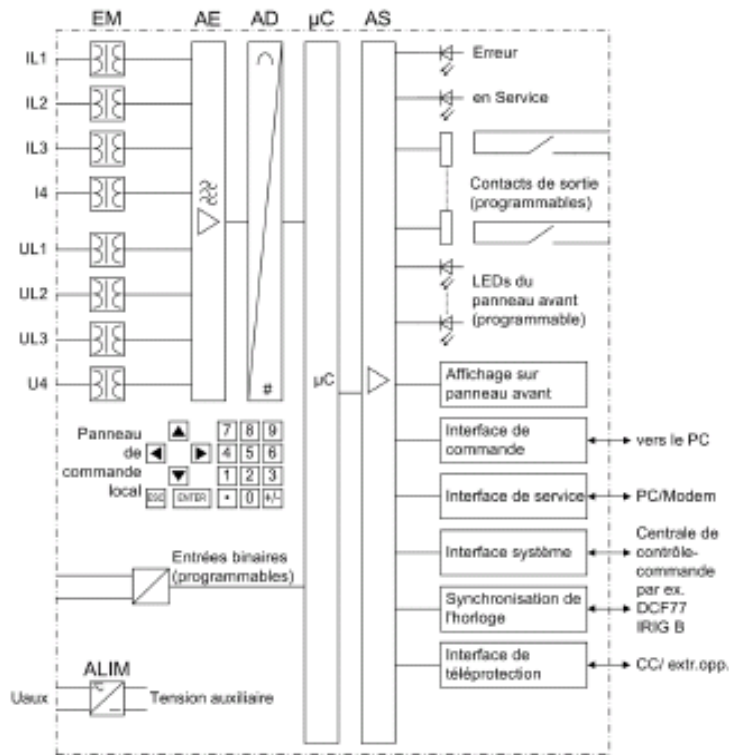 EM AE AD µC AS
IL1
IL2
IL3
I4
UL1
UL2
UL3
U4
#
µC
Erreur
en Service
Contacts de sortie
(programmables)
LEDs du
panneau avant
(programmable)
Affichage sur
panneau avant
Interface de
commande
vers le PC
Interface de service
PC/Modem
Interface système
Centrale de
contrôle-
commande
par ex.
Synchronisation de
l'horloge
DCF77
IRIG B
Interface de
téléprotection
CC/ extr.opp.
Panneau
de
commande
local
ESC ENTER
7 8 9
4 5 6
1 2 3
• 0 +/-
Entrées binaires
(programmables)
ALIM
Uaux
Tension auxiliaire